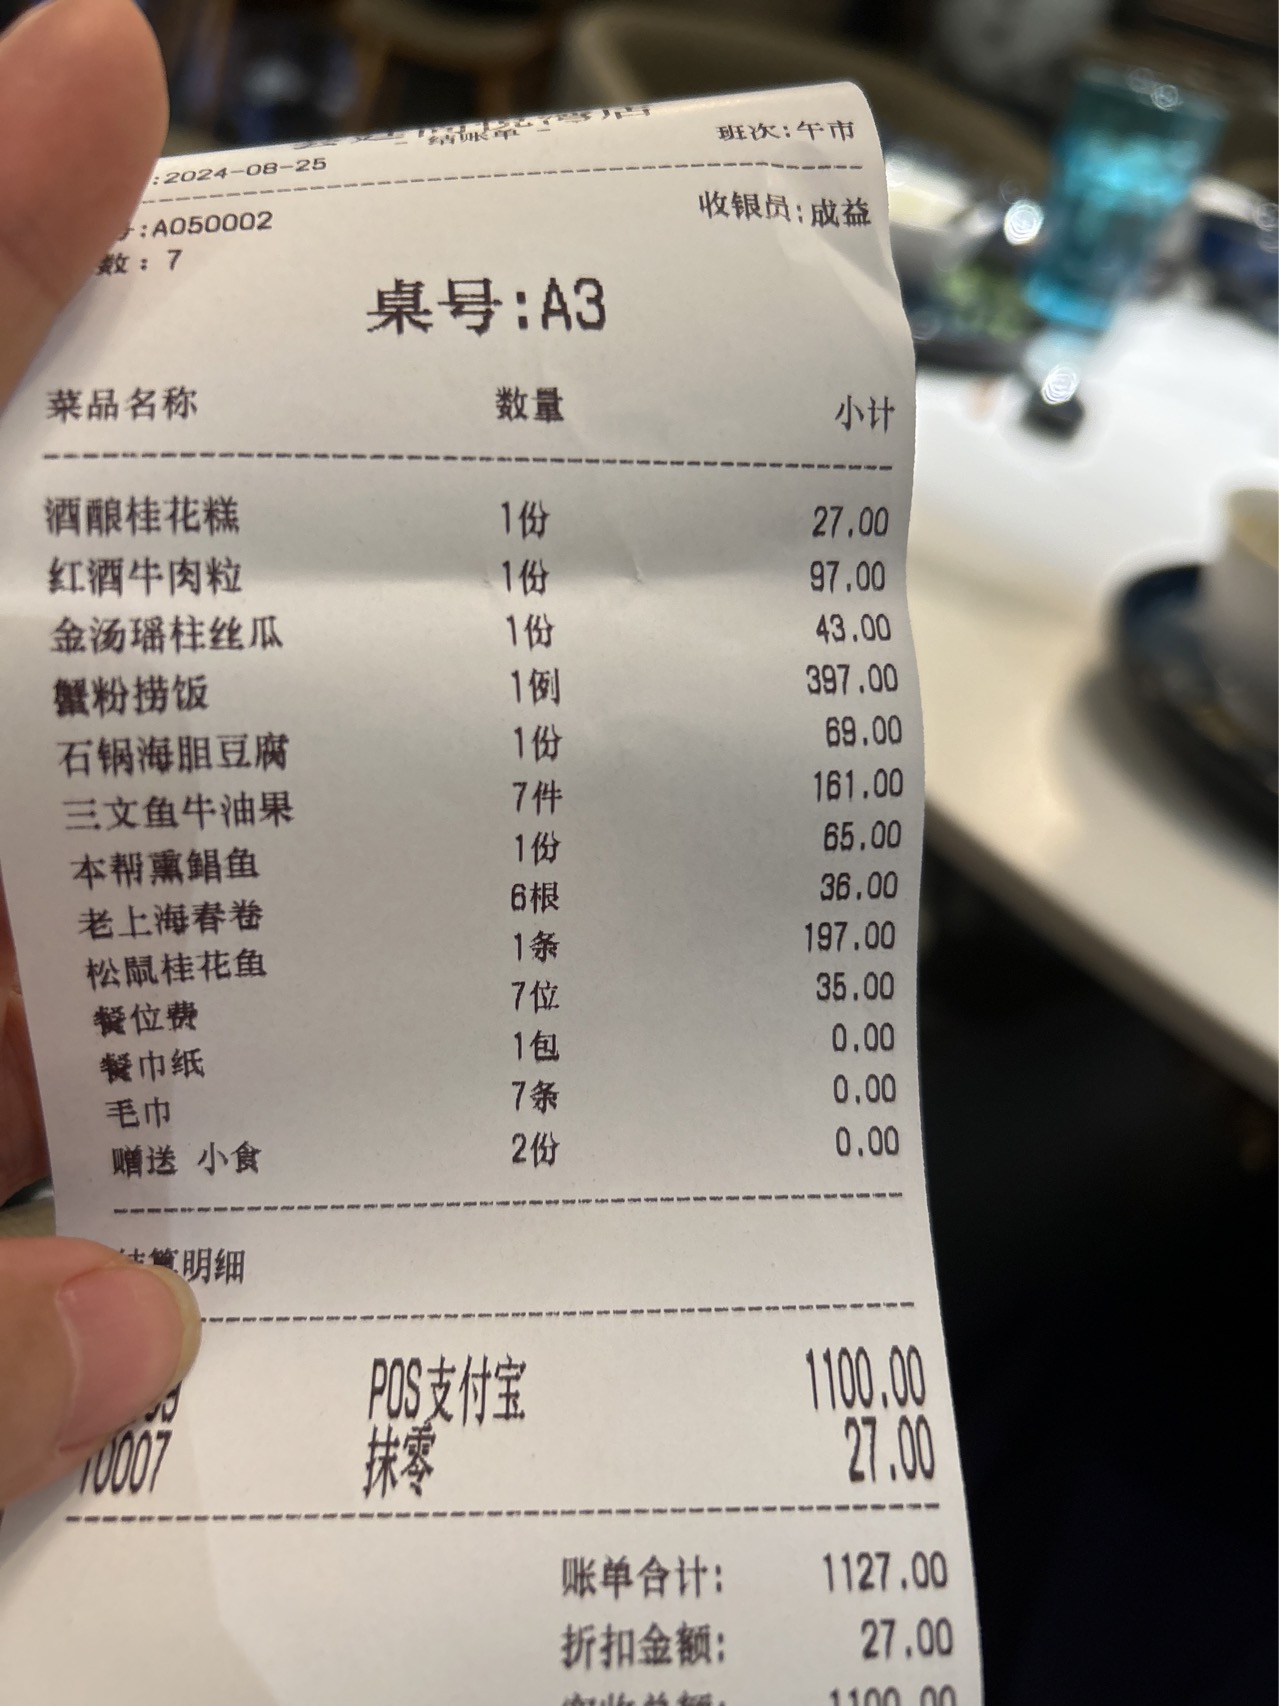 - 结账单 -
:2024-08-25 班次:午市
号:A050002 收银员:成益
数: 7
桌号:A3
菜品名称 数量 小计
酒酿桂花糕 1份 27.00
红酒牛肉粒 1份 97.00
金汤瑶柱丝瓜 1份 43.00
蟹粉捞饭 1例 397.00
石锅海胆豆腐 1份 69.00
三文鱼牛油果 7件 161.00
本帮熏鲳鱼 1份 65.00
老上海春卷 6根 36.00
松鼠桂花鱼 1条 197.00
餐位费 7位 35.00
餐巾纸 1包 0.00
毛巾 7条 0.00
赠送 小食 2份 0.00
结算明细
POS支付宝 1100.00
10007 抹零 27.00
账单合计: 1127.00
折扣金额: 27.00
1100.00